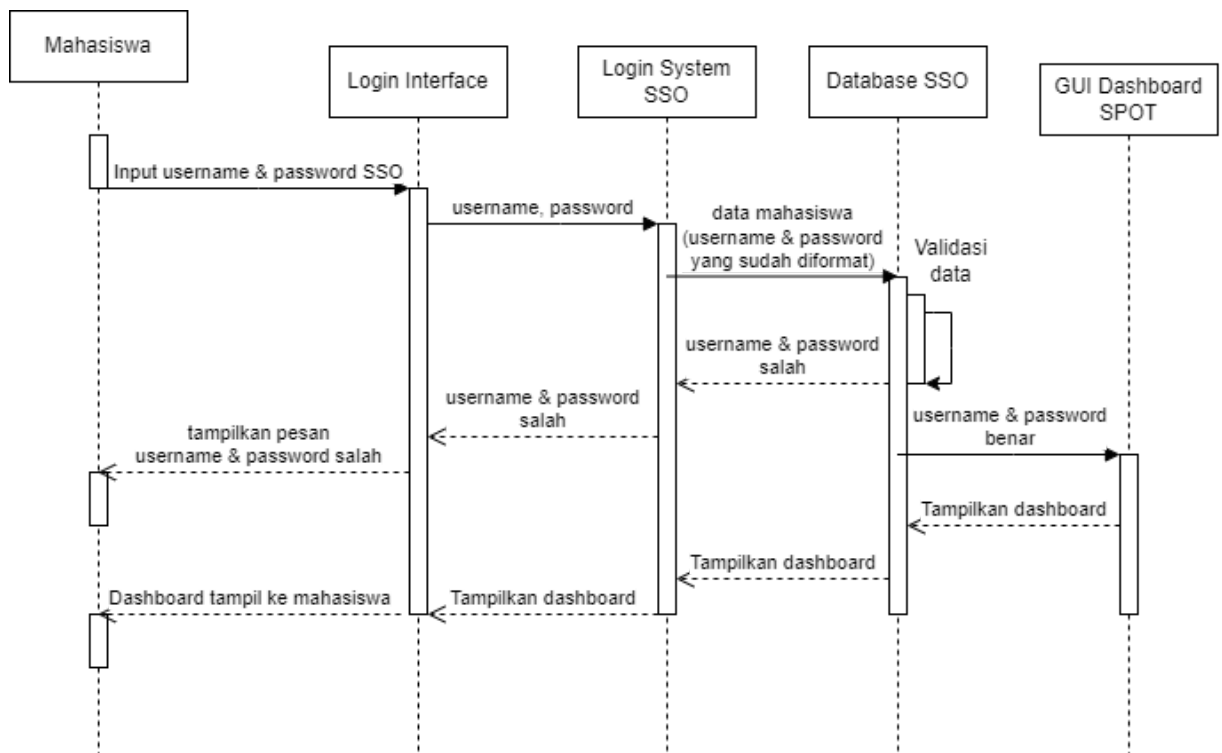 Mahasiswa
Login Interface
Login System
SSO
Database SSO
GUI Dashboard
SPOT
Input username & password SSO
username, password
data mahasiswa
(username & password
yang sudah diformat)
Validasi
data
username & password
salah
username & password
salah
tampilkan pesan
username & password salah
username & password
benar
Tampilkan dashboard
Tampilkan dashboard
Tampilkan dashboard
Dashboard tampil ke mahasiswa